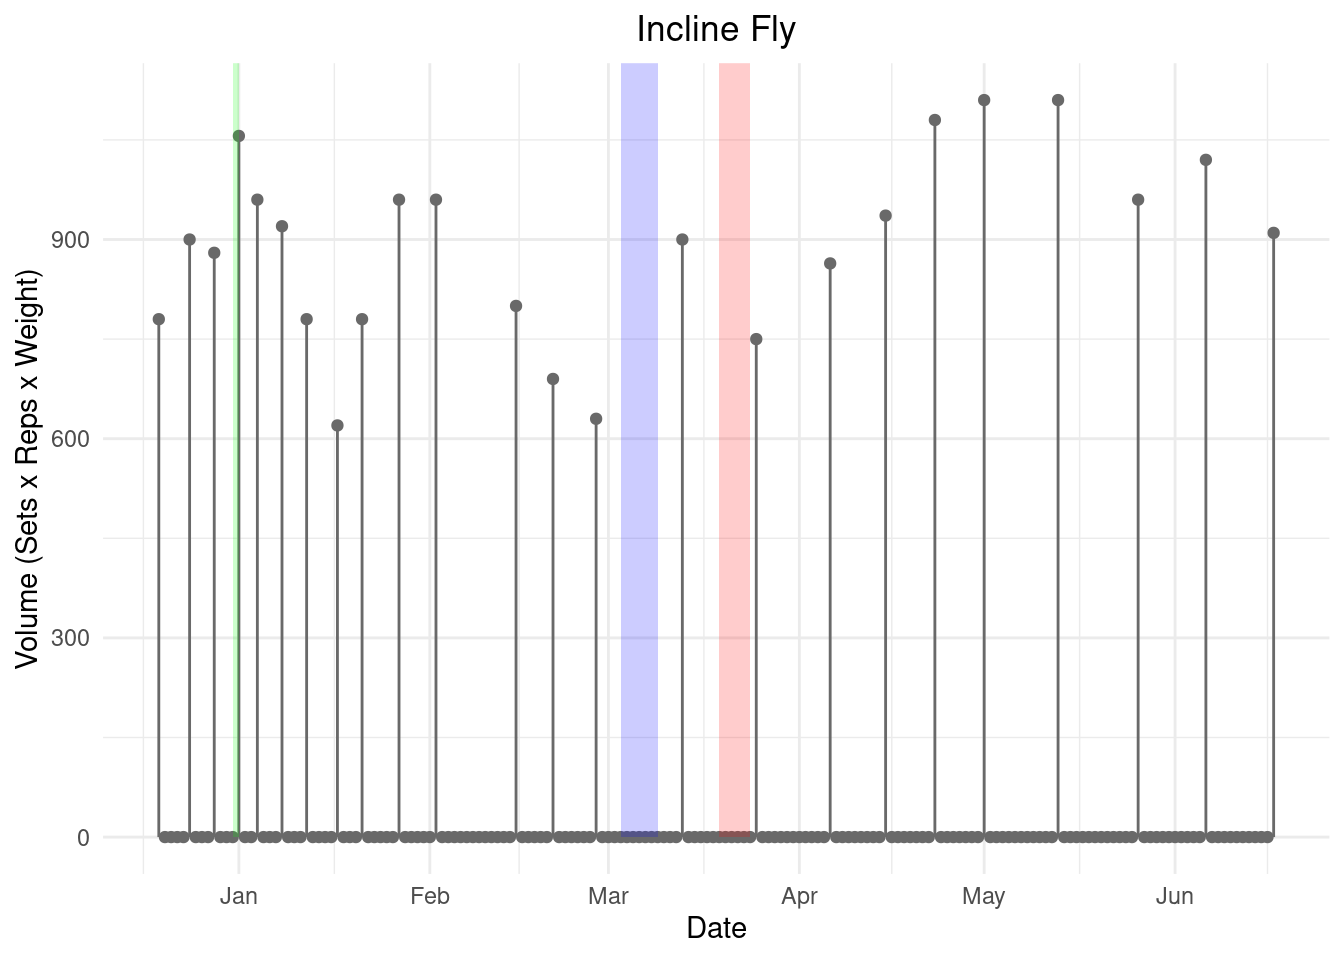 Incline Fly
Volume (Sets x Reps x Weight)
900
600
300
0
Jan Feb Mar Apr May Jun
Date